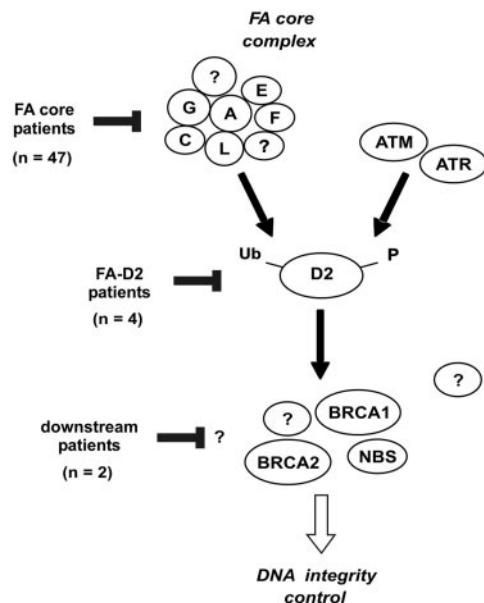 FA core
complex
?
E
G
A
F
C
L
?
FA core
patients
(n = 47)
ATM
ATR
Ub
P
D2
FA-D2
patients
(n = 4)
?
?
BRCA1
downstream
patients
(n = 2)
?
BRCA2
NBS
DNA integrity
control